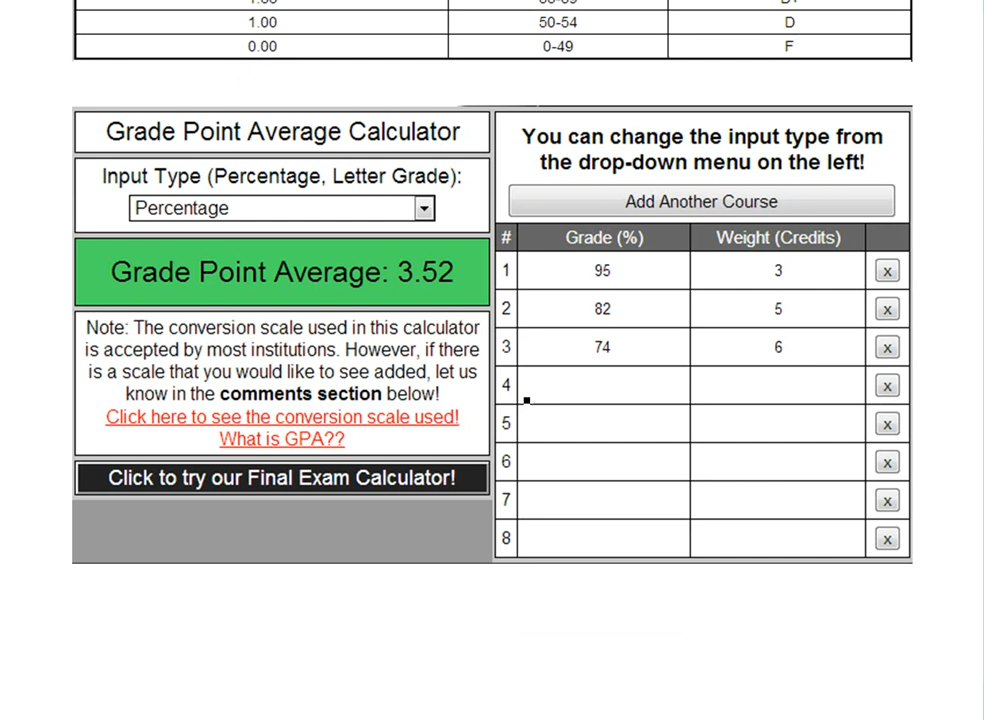 1.00 50-54 D
0.00 0-49 F
Grade Point Average Calculator
Input Type (Percentage, Letter Grade):
Percentage
Grade Point Average: 3.52
Note: The conversion scale used in this calculator
is accepted by most institutions. However, if there
is a scale that you would like to see added, let us
know in the comments section below!
Click here to see the conversion scale used!
What is GPA??
Click to try our Final Exam Calculator!
You can change the input type from
the drop-down menu on the left!
Add Another Course
# Grade (%) Weight (Credits)
1 95 3 x
2 82 5 x
3 74 6 x
4 x
5 x
6 x
7 x
8 x